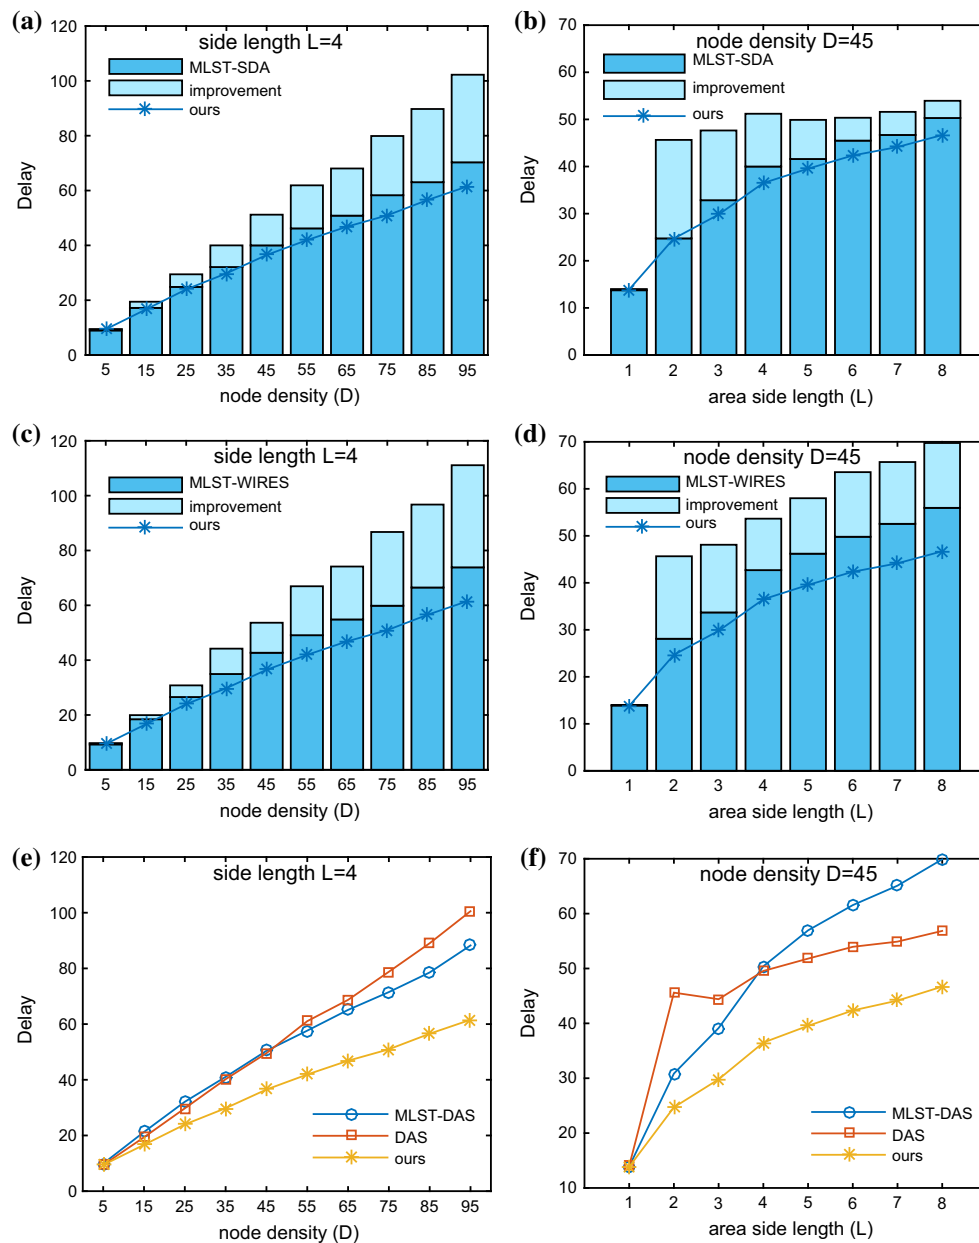 (a)
side length L=4
MLST-SDA
improvement
ours
Delay
120
100
80
60
40
20
0
5 15 25 35 45 55 65 75 85 95
node density (D)
(b)
node density D=45
MLST-SDA
improvement
ours
Delay
70
60
50
40
30
20
10
0
1 2 3 4 5 6 7 8
area side length (L)
(c)
side length L=4
MLST-WIRES
improvement
ours
Delay
120
100
80
60
40
20
0
5 15 25 35 45 55 65 75 85 95
node density (D)
(d)
node density D=45
MLST-WIRES
improvement
ours
Delay
70
60
50
40
30
20
10
0
1 2 3 4 5 6 7 8
area side length (L)
(e)
side length L=4
MLST-DAS
DAS
ours
Delay
120
100
80
60
40
20
0
5 15 25 35 45 55 65 75 85 95
node density (D)
(f)
node density D=45
MLST-DAS
DAS
ours
Delay
70
60
50
40
30
20
10
1 2 3 4 5 6 7 8
area side length (L)